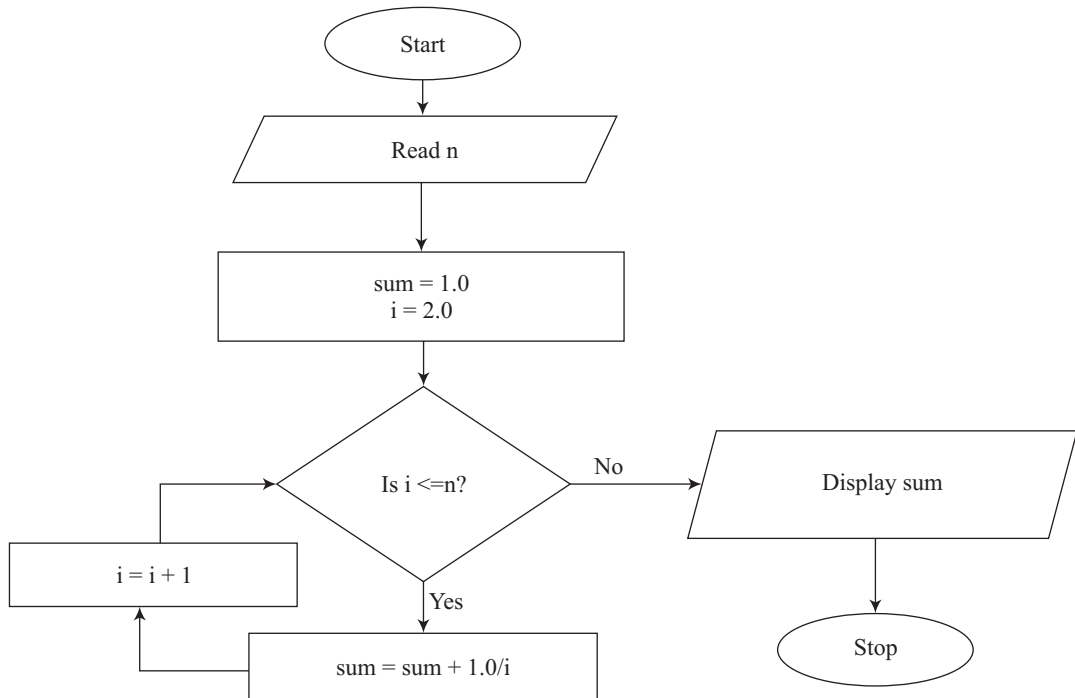 Start
Read n
sum = 1.0
i = 2.0
Is i <=n?
No
Display sum
i = i + 1
Yes
sum = sum + 1.0/i
Stop